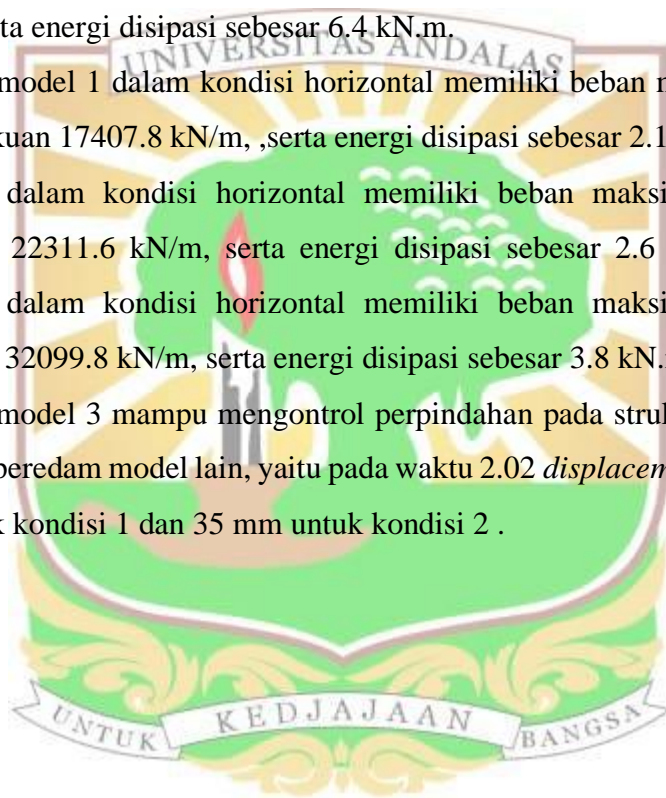 ta energi disipasi sebesar 6.4 kN.m.
UNIVERSITAS ANDALAS
model 1 dalam kondisi horizontal memiliki beban m
kuan 17407.8 kN/m, ,serta energi disipasi sebesar 2.1
dalam kondisi horizontal memiliki beban maksi
22311.6 kN/m, serta energi disipasi sebesar 2.6
dalam kondisi horizontal memiliki beban maksi
32099.8 kN/m, serta energi disipasi sebesar 3.8 kN.
model 3 mampu mengontrol perpindahan pada struk
peredam model lain, yaitu pada waktu 2.02 displacem
k kondisi 1 dan 35 mm untuk kondisi 2 .
UNTUK KEDJAJAAN BANGSA